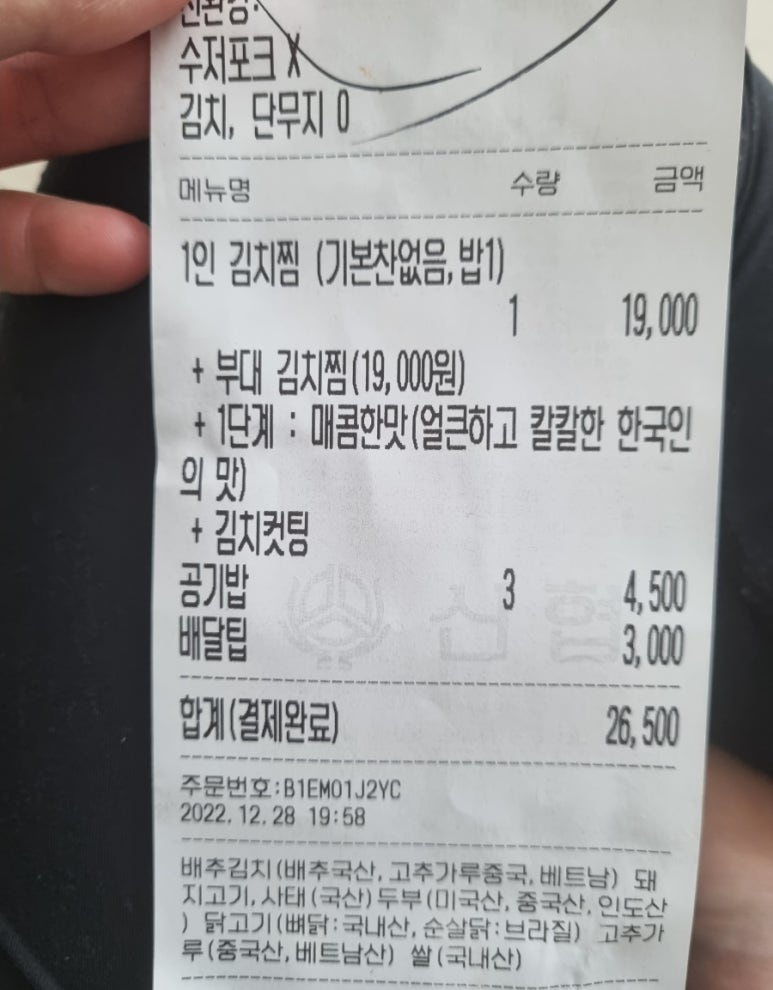 친환경:
수저포크 X
김치, 단무지 O
메뉴명 수량 금액
1인 김치찜 (기본찬없음, 밥1)
1 19,000
+ 부대 김치찜(19,000원)
+ 1단계 : 매콤한맛(얼큰하고 칼칼한 한국인
의 맛)
+ 김치컷팅
공기밥 3 4,500
배달팁 3,000
신협
합계(결제완료) 26,500
주문번호:B1EM01J2YC
2022.12.28 19:58
배추김치(배추국산, 고추가루중국, 베트남) 돼
지고기, 사태(국산) 두부(미국산, 중국산, 인도산
) 닭고기(뼈닭:국내산, 순살닭:브라질) 고추가
루(중국산, 베트남산) 쌀(국내산)